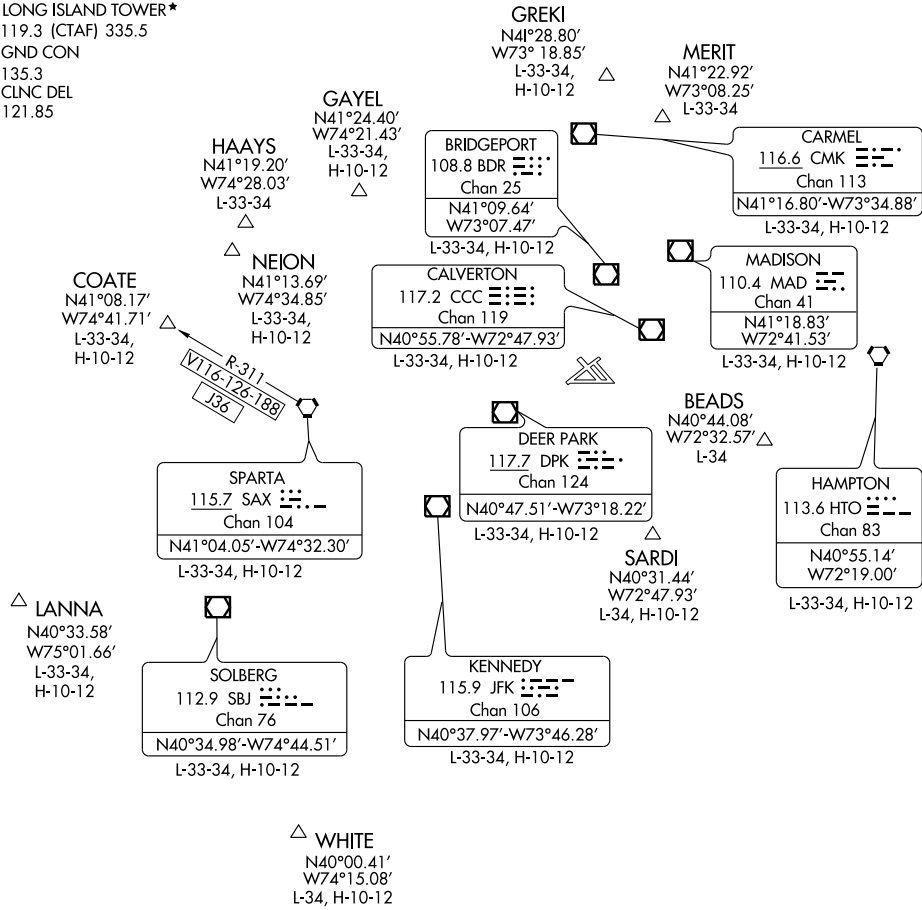 LONG ISLAND TOWER★
119.3 (CTAF) 335.5
GND CON
135.3
CLNC DEL
121.85
GREKI
N41°28.80′
W73° 18.85′
L-33-34,
H-10-12
MERIT
N41°22.92′
W73°08.25′
L-33-34
GAYEL
N41°24.40′
W74°21.43′
L-33-34,
H-10-12
HAAYS
N41°19.20′
W74°28.03′
L-33-34
BRIDGEPORT
108.8 BDR
Chan 25
N41°09.64′
W73°07.47′
L-33-34, H-10-12
CARMEL
116.6 CMK
Chan 113
N41°16.80′-W73°34.88′
L-33-34, H-10-12
NEION
N41°13.69′
W74°34.85′
L-33-34,
H-10-12
COATE
N41°08.17′
W74°41.71′
L-33-34,
H-10-12
CALVERTON
117.2 CCC
Chan 119
N40°55.78′-W72°47.93′
L-33-34, H-10-12
MADISON
110.4 MAD
Chan 41
N41°18.83′
W72°41.53′
L-33-34, H-10-12
R-311
V116-126-188
J36
BEADS
N40°44.08′
W72°32.57′
L-34
DEER PARK
117.7 DPK
Chan 124
N40°47.51′-W73°18.22′
L-33-34, H-10-12
SPARTA
115.7 SAX
Chan 104
N41°04.05′-W74°32.30′
L-33-34, H-10-12
HAMPTON
113.6 HTO
Chan 83
N40°55.14′
W72°19.00′
L-33-34, H-10-12
SARDI
N40°31.44′
W72°47.93′
L-34, H-10-12
LANNA
N40°33.58′
W75°01.66′
L-33-34,
H-10-12
SOLBERG
112.9 SBJ
Chan 76
N40°34.98′-W74°44.51′
L-33-34, H-10-12
KENNEDY
115.9 JFK
Chan 106
N40°37.97′-W73°46.28′
L-33-34, H-10-12
WHITE
N40°00.41′
W74°15.08′
L-34, H-10-12